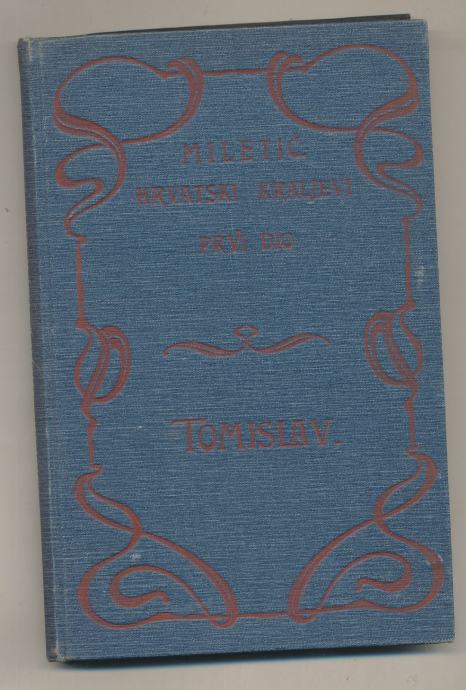 MILETIĆ
HRVATSKI KRALJEVI
PRVI DIO
TOMISLAV.